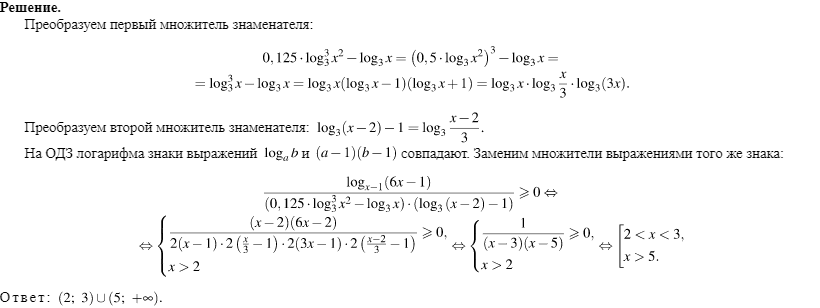 Решение.
Преобразуем первый множитель знаменателя:
0,125 · log₃³ x² − log₃ x = (0,5 · log₃ x²)³ − log₃ x =
= log₃³ x − log₃ x = log₃ x(log₃ x − 1)(log₃ x + 1) = log₃ x · log₃ x/3 · log₃(3x).
Преобразуем второй множитель знаменателя: log₃(x − 2) − 1 = log₃ (x − 2)/3.
На ОДЗ логарифма знаки выражений logₐ b и (a − 1)(b − 1) совпадают. Заменим множители выражениями того же знака:
log_{x−1}(6x − 1) / ((0,125 · log₃³ x² − log₃ x) · (log₃ (x − 2) − 1)) ⩾ 0 ⇔
⇔ { (x − 2)(6x − 2) / (2(x − 1) · 2(x/3 − 1) · 2(3x − 1) · 2((x−2)/3 − 1)) ⩾ 0, x > 2 ⇔ { 1 / ((x − 3)(x − 5)) ⩾ 0, x > 2 ⇔ [ 2 < x < 3, x > 5.
Ответ: (2; 3) ∪ (5; +∞).